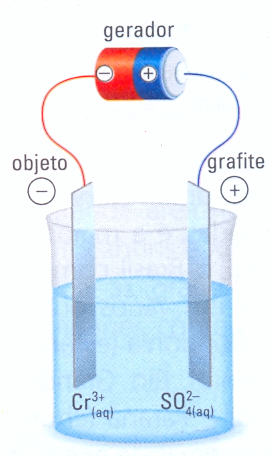 gerador
− +
objeto grafite
− +
Cr³⁺(aq) SO₄²⁻(aq)